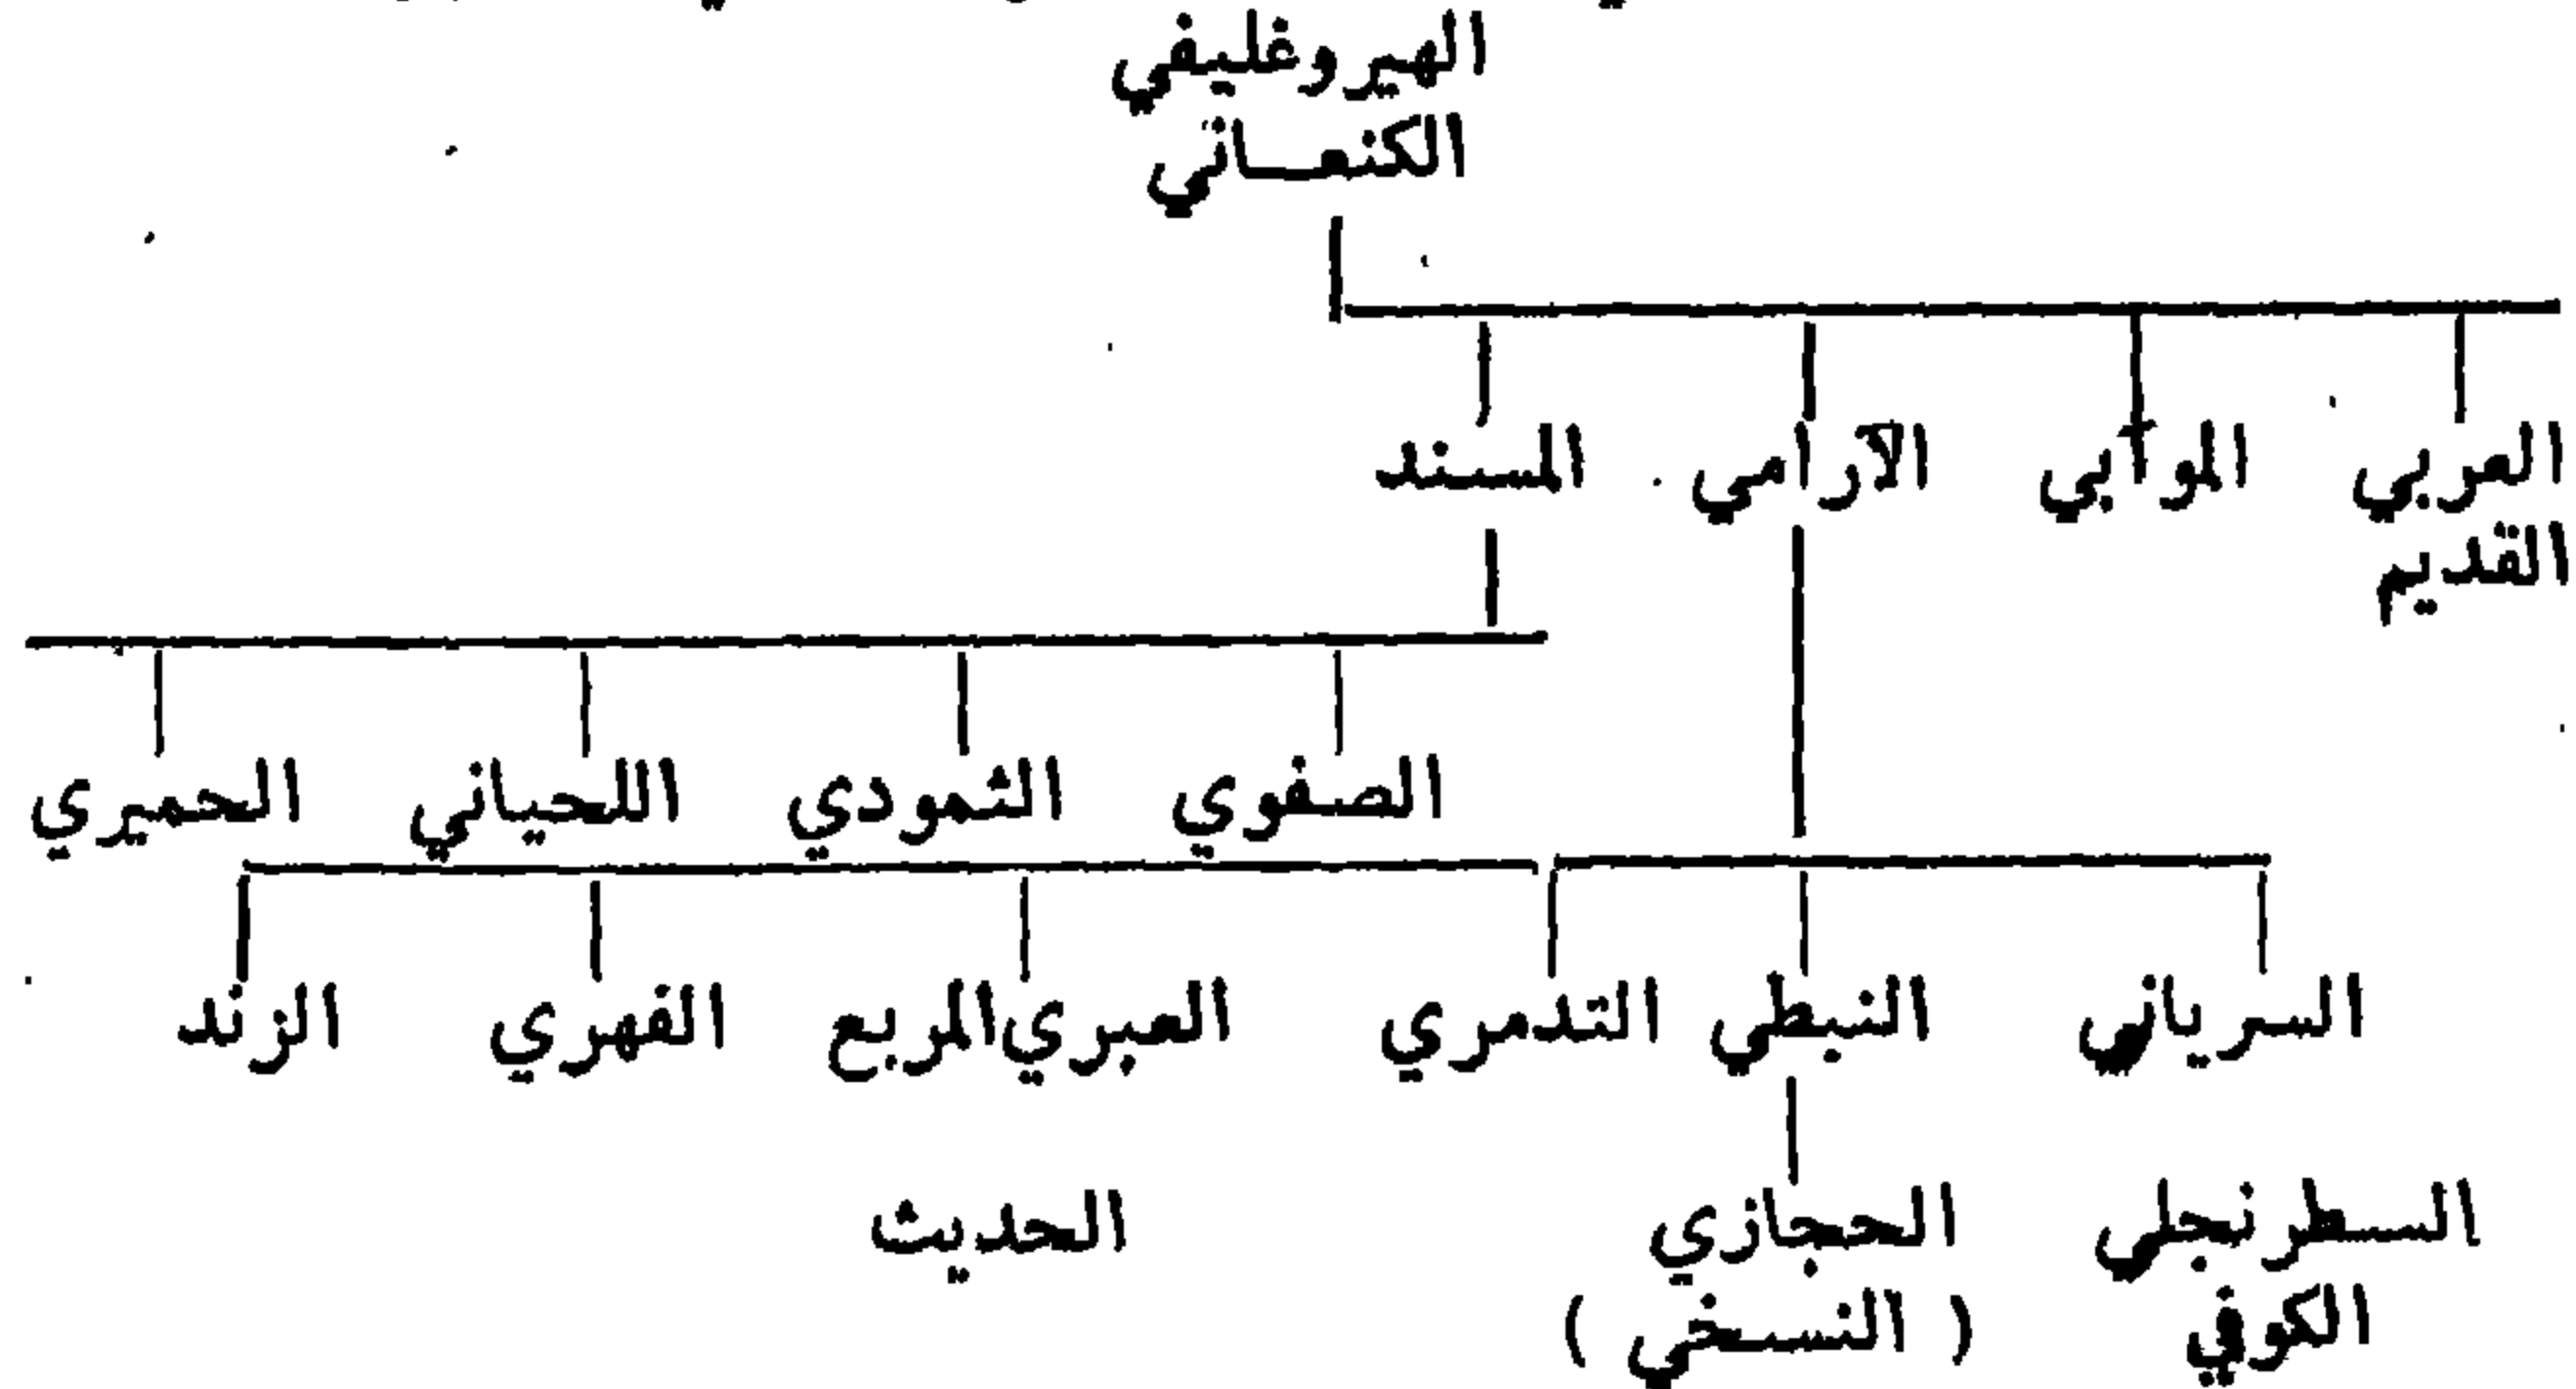 الهيروغليفي
الكنعاني
العربي الموآبي الآرامي المسند
القديم
الصفوي الثمودي اللحياني الحميري
السرياني النبطي التدمري العبري المربع الفهري الزند
السطرنجلي الحجازي الحديث
الكوفي ( النسخي )